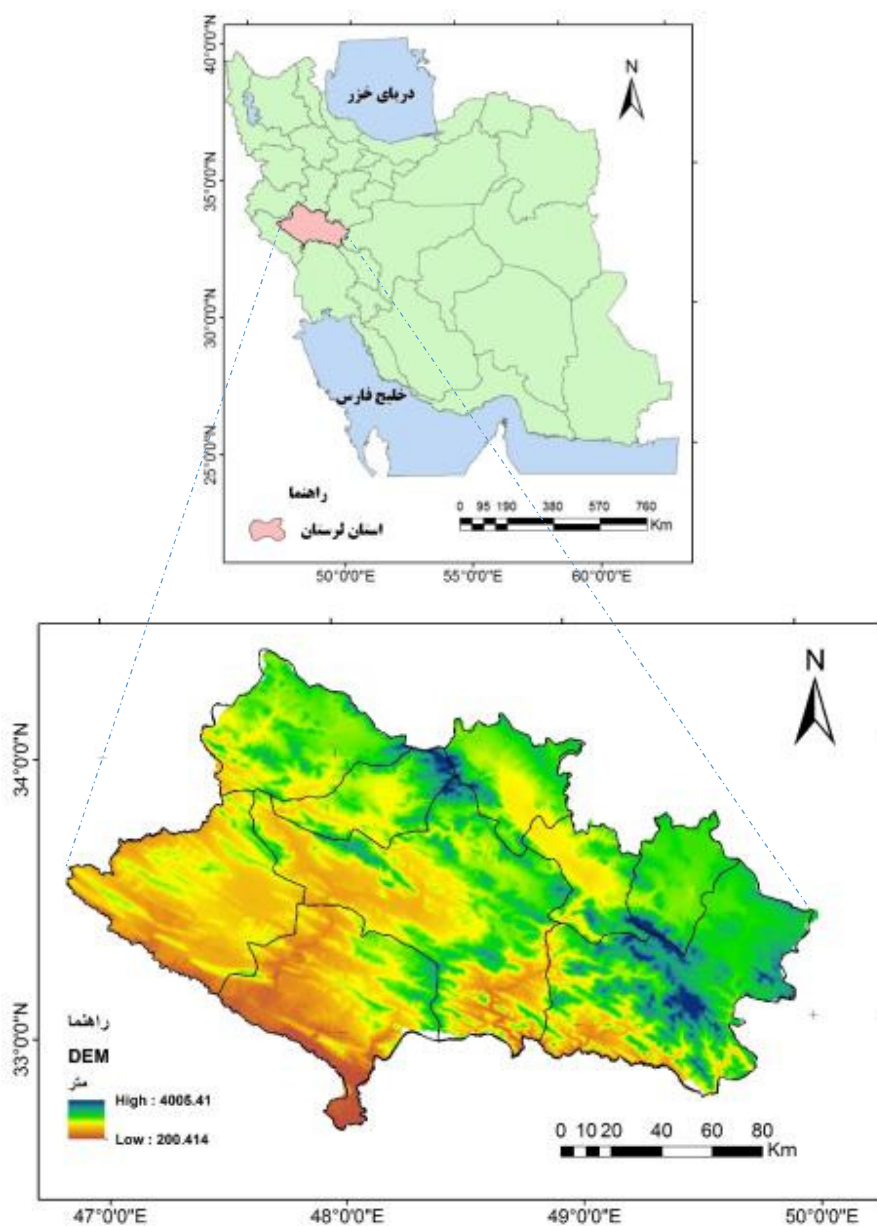 N
40°0'0"N
35°0'0"N
30°0'0"N
25°0'0"N
دریای خزر
خلیج فارس
راهنما
استان لرستان
0 95 190 380 570 760
Km
50°0'0"E 55°0'0"E 60°0'0"E
N
34°0'0"N
33°0'0"N
راهنما
DEM
متر
High : 4005.41
Low : 200.414
0 10 20 40 60 80
Km
47°0'0"E 48°0'0"E 49°0'0"E 50°0'0"E